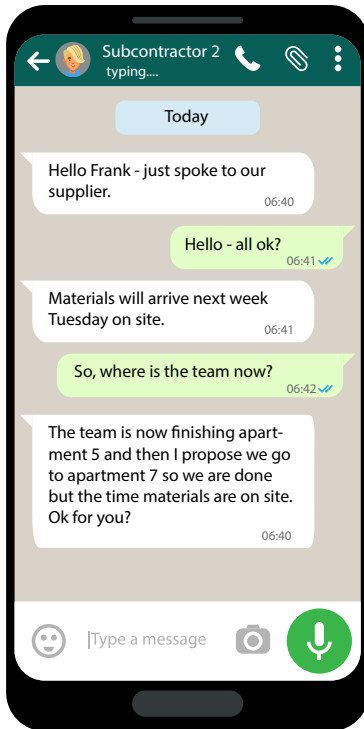 Subcontractor 2
typing....
Today
Hello Frank - just spoke to our
supplier.
06:40
Hello - all ok?
06:41
Materials will arrive next week
Tuesday on site.
06:41
So, where is the team now?
06:42
The team is now finishing apart-
ment 5 and then I propose we go
to apartment 7 so we are done
but the time materials are on site.
Ok for you?
06:40
Type a message